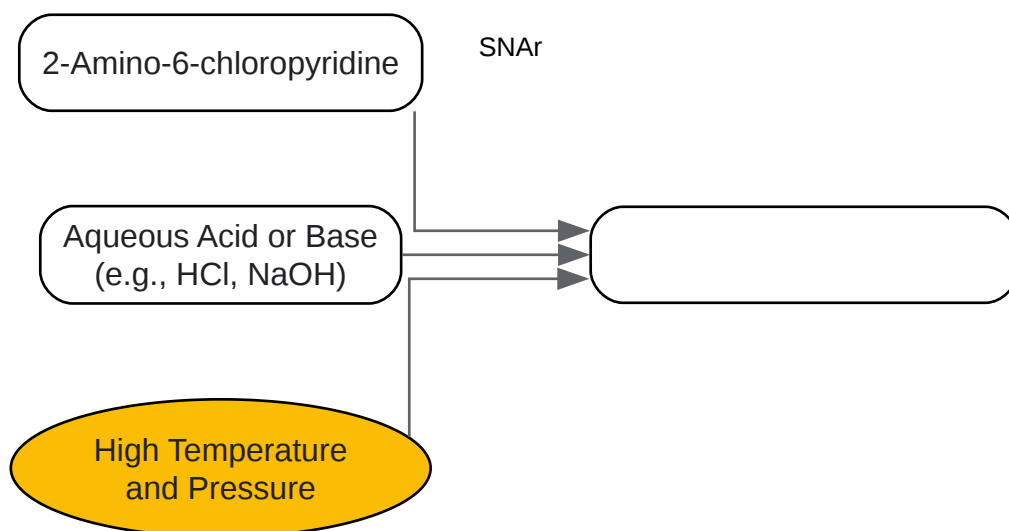 2-Amino-6-chloropyridine
SNAr
Aqueous Acid or Base
(e.g., HCl, NaOH)
High Temperature
and Pressure